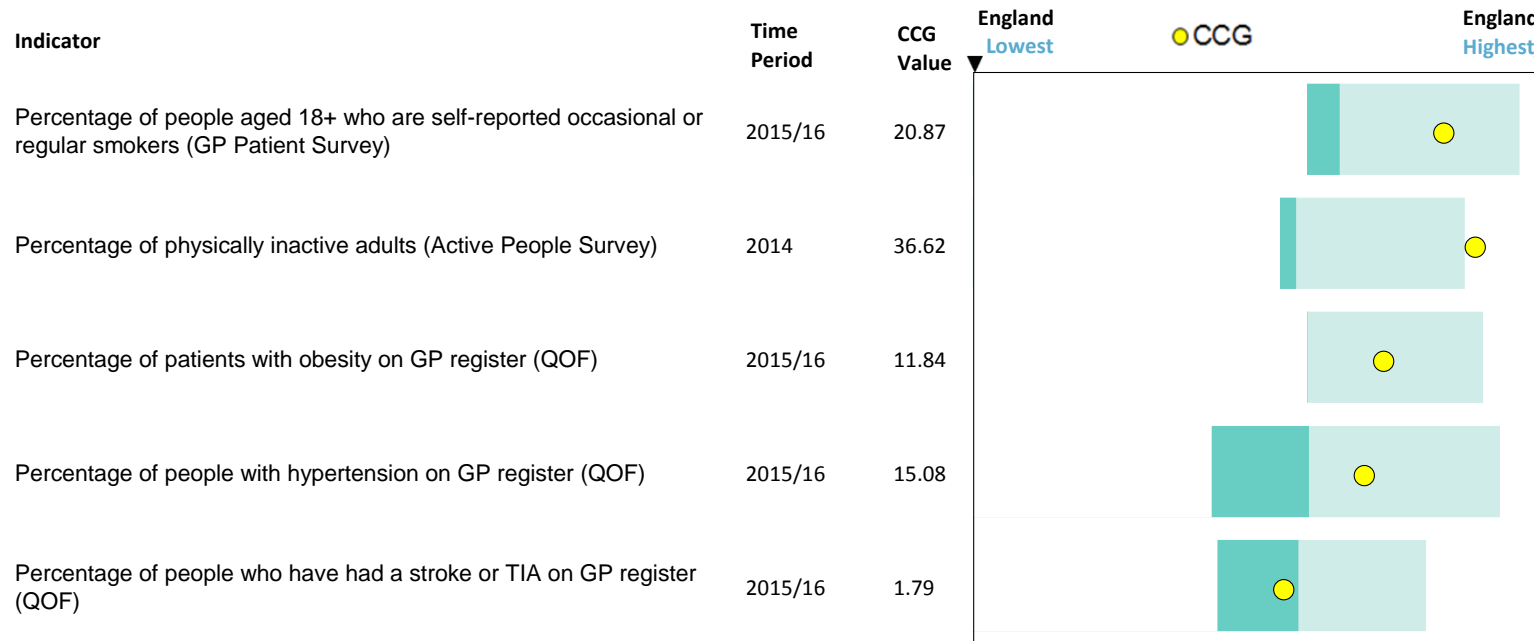 Indicator
Time
Period
CCG
Value
England
Lowest
CCG
England
Highest
Percentage of people aged 18+ who are self-reported occasional or
regular smokers (GP Patient Survey)
2015/16
20.87
Percentage of physically inactive adults (Active People Survey)
2014
36.62
Percentage of patients with obesity on GP register (QOF)
2015/16
11.84
Percentage of people with hypertension on GP register (QOF)
2015/16
15.08
Percentage of people who have had a stroke or TIA on GP register
(QOF)
2015/16
1.79